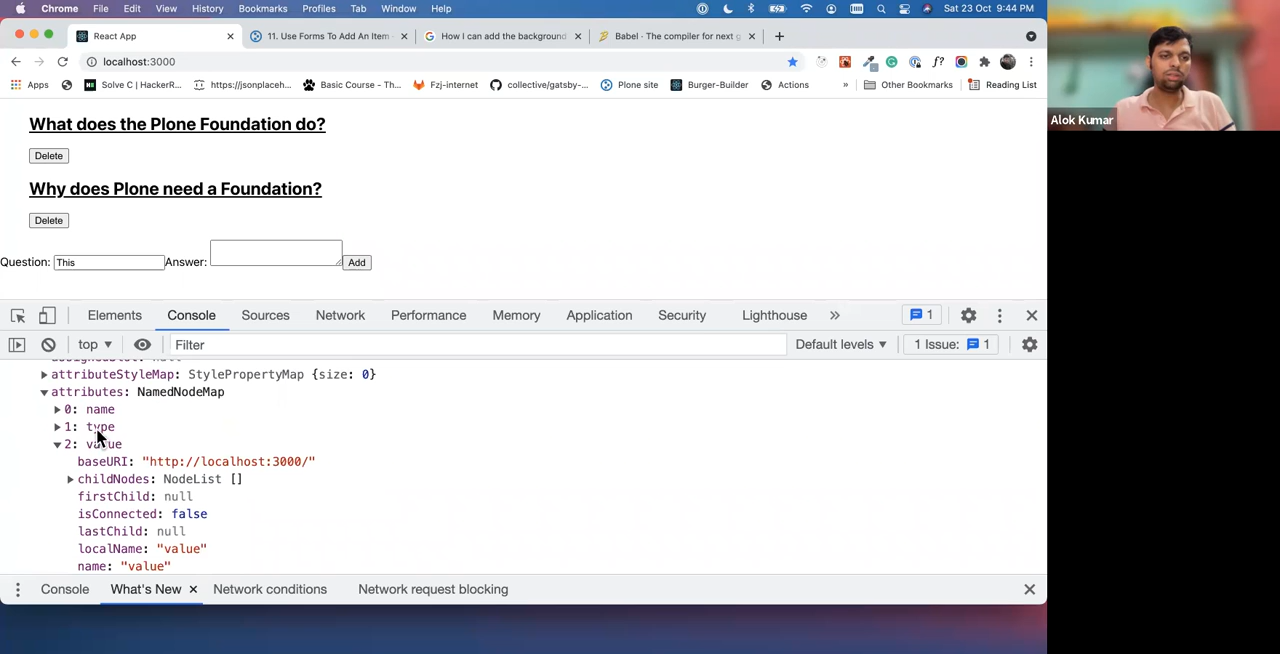 Chrome File Edit View History Bookmarks Profiles Tab Window Help Sat 23 Oct 9:44 PM
React App 11. Use Forms To Add An Item - How I can add the background Babel - The compiler for next g
localhost:3000
Apps Solve C | HackerR... https://jsonplaceh... Basic Course - Th... Fzj-internet collective/gatsby-... Plone site Burger-Builder Actions » Other Bookmarks Reading List
What does the Plone Foundation do?
Delete
Why does Plone need a Foundation?
Delete
Question: This Answer: Add
Elements Console Sources Network Performance Memory Application Security Lighthouse » 1
top ▼ Filter Default levels ▼ 1 Issue: 1
attributeStyleMap: StylePropertyMap {size: 0}
attributes: NamedNodeMap
0: name
1: type
2: value
baseURI: "http://localhost:3000/"
childNodes: NodeList []
firstChild: null
isConnected: false
lastChild: null
localName: "value"
name: "value"
Console What's New × Network conditions Network request blocking
Alok Kumar